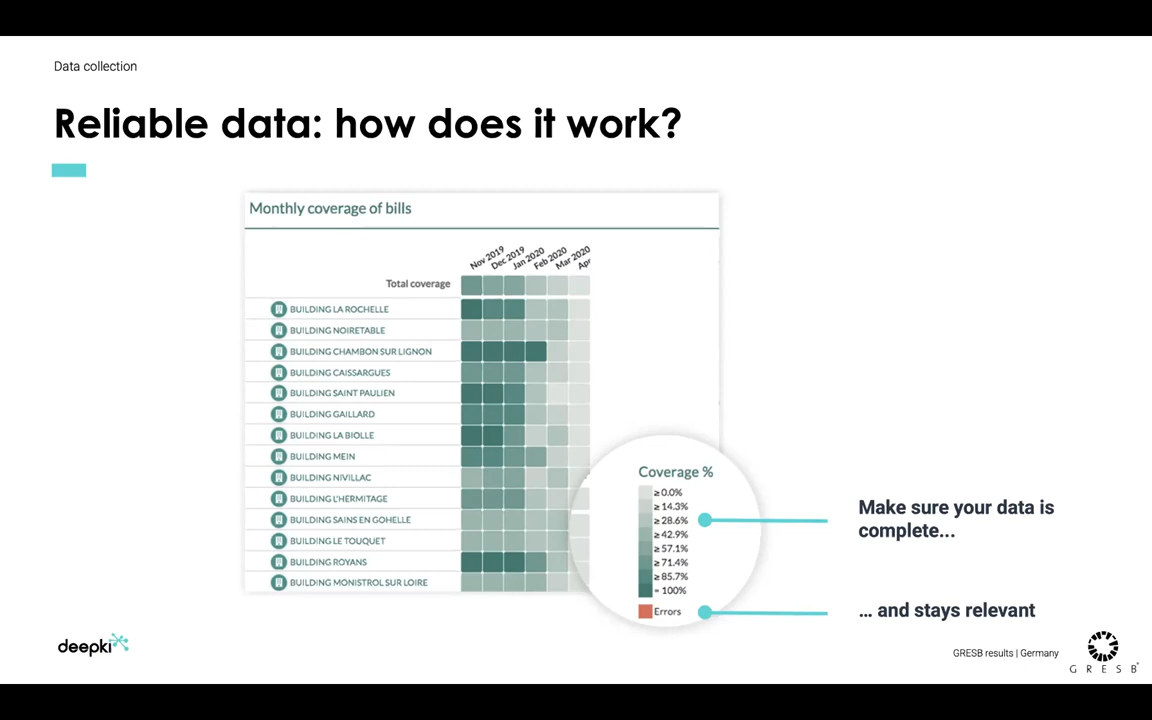 Data collection
Reliable data: how does it work?
Monthly coverage of bills
Nov 2019
Dec 2019
Jan 2020
Feb 2020
Mar 2020
Apr
Total coverage
BUILDING LA ROCHELLE
BUILDING NOIRETABLE
BUILDING CHAMBON SUR LIGNON
BUILDING CAISSARGUES
BUILDING SAINT PAULIEN
BUILDING GAILLARD
BUILDING LA BIOLLE
BUILDING MEIN
BUILDING NIVILLAC
BUILDING L'HERMITAGE
BUILDING SAINS EN GOHELLE
BUILDING LE TOUQUET
BUILDING ROYANS
BUILDING MONISTROL SUR LOIRE
Coverage %
≥ 0.0%
≥ 14.3%
≥ 28.6%
≥ 42.9%
≥ 57.1%
≥ 71.4%
≥ 85.7%
= 100%
Errors
Make sure your data is
complete...
... and stays relevant
deepki
GRESB results | Germany
GRESB